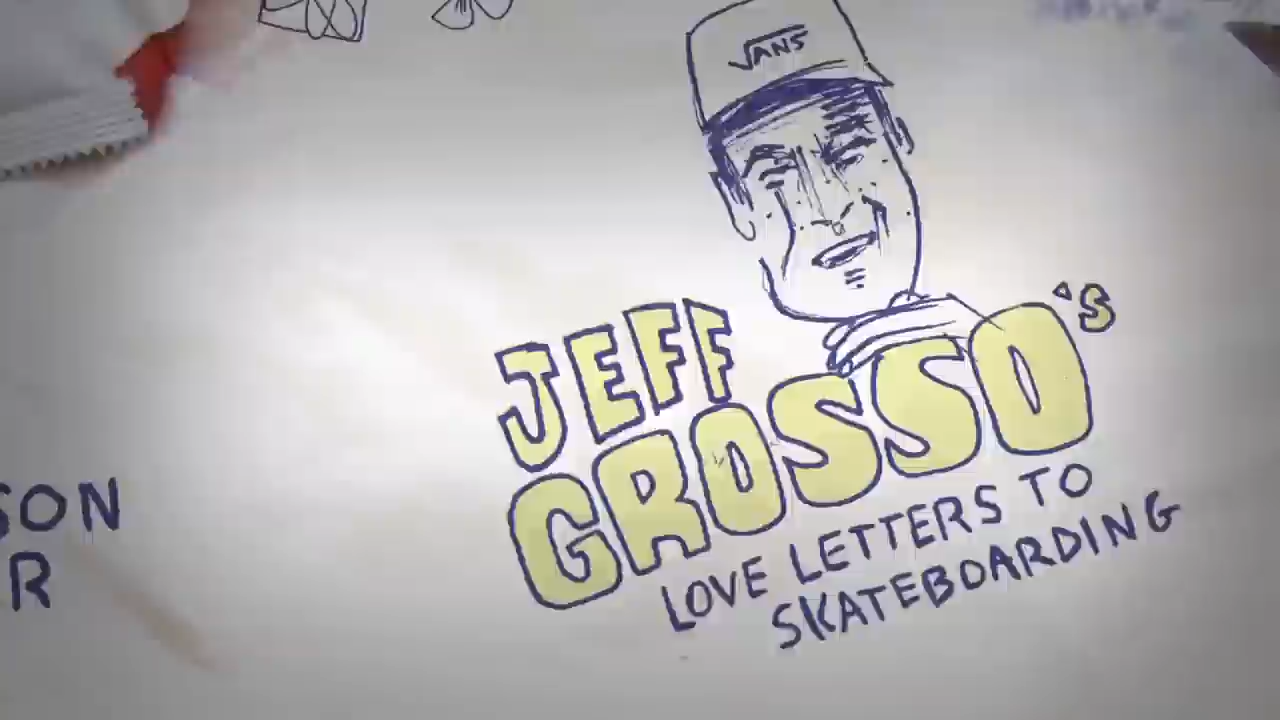 VANS
JEFF
GROSSO'S
LOVE LETTERS TO
SKATEBOARDING
SON
R